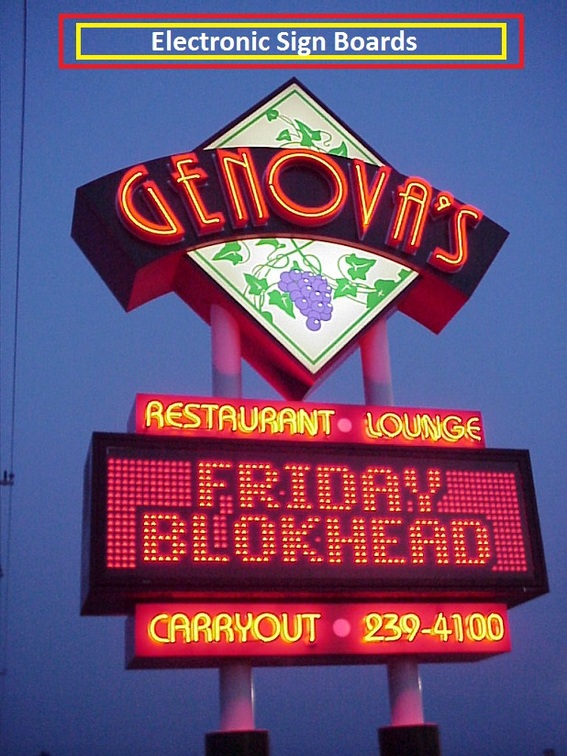 Electronic Sign Boards
GENOVA'S
RESTAURANT • LOUNGE
FRIDAY
BLOKHEAD
CARRYOUT • 239-4100